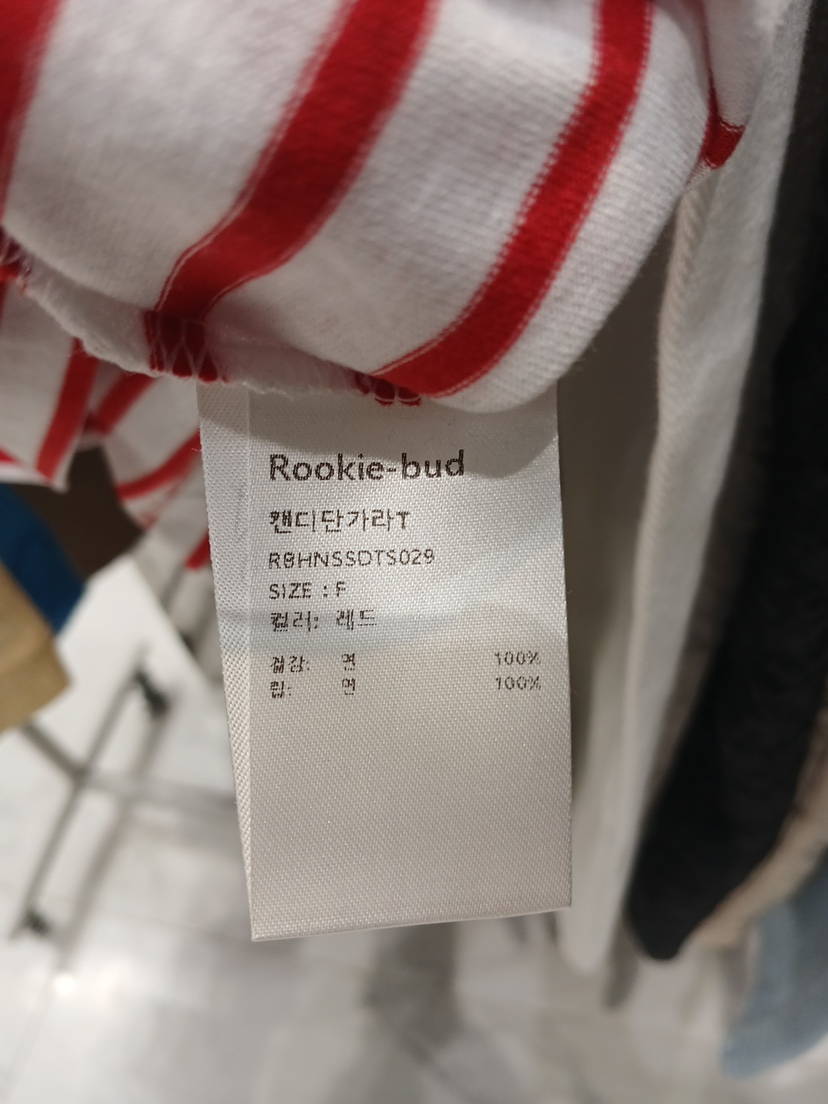 Rookie-bud
캔디단가라T
RBHNSSDTS029
SIZE : F
컬러: 레드
겉감: 면 100%
립: 면 100%